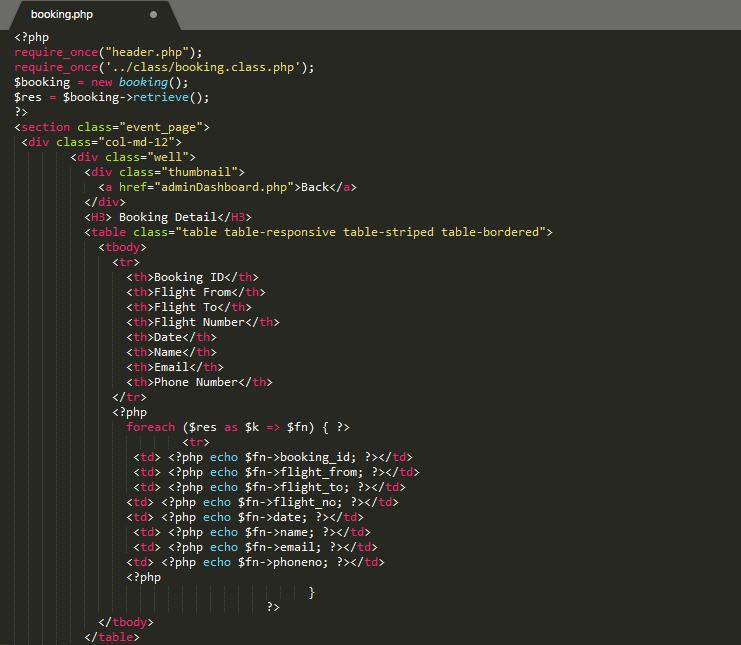 booking.php
<?php
require_once("header.php");
require_once('../class/booking.class.php');
$booking = new booking();
$res = $booking->retrieve();
?>
<section class="event_page">
<div class="col-md-12">
<div class="well">
<div class="thumbnail">
<a href="adminDashboard.php">Back</a>
</div>
<H3> Booking Detail</H3>
<table class="table table-responsive table-striped table-bordered">
<tbody>
<tr>
<th>Booking ID</th>
<th>Flight From</th>
<th>Flight To</th>
<th>Flight Number</th>
<th>Date</th>
<th>Name</th>
<th>Email</th>
<th>Phone Number</th>
</tr>
<?php
foreach ($res as $k => $fn) { ?>
<tr>
<td> <?php echo $fn->booking_id; ?></td>
<td> <?php echo $fn->flight_from; ?></td>
<td> <?php echo $fn->flight_to; ?></td>
<td> <?php echo $fn->flight_no; ?></td>
<td> <?php echo $fn->date; ?></td>
<td> <?php echo $fn->name; ?></td>
<td> <?php echo $fn->email; ?></td>
<td> <?php echo $fn->phoneno; ?></td>
<?php
}
?>
</tbody>
</table>